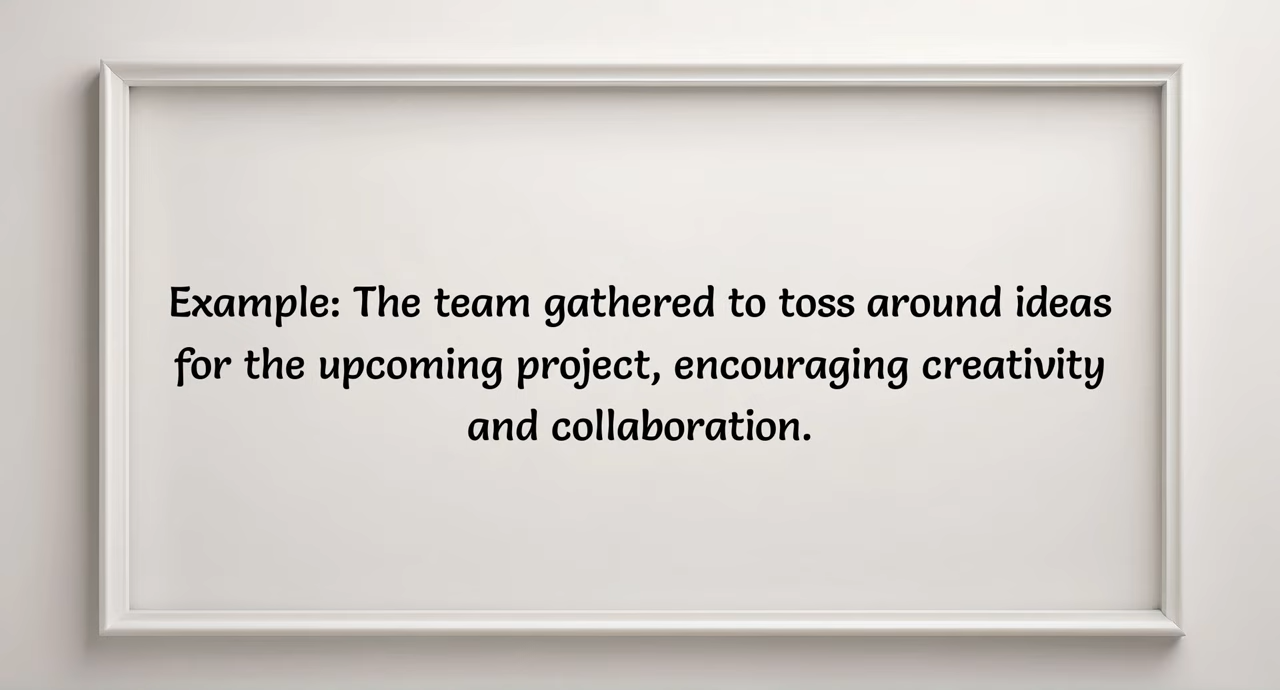 Example: The team gathered to toss around ideas
for the upcoming project, encouraging creativity
and collaboration.